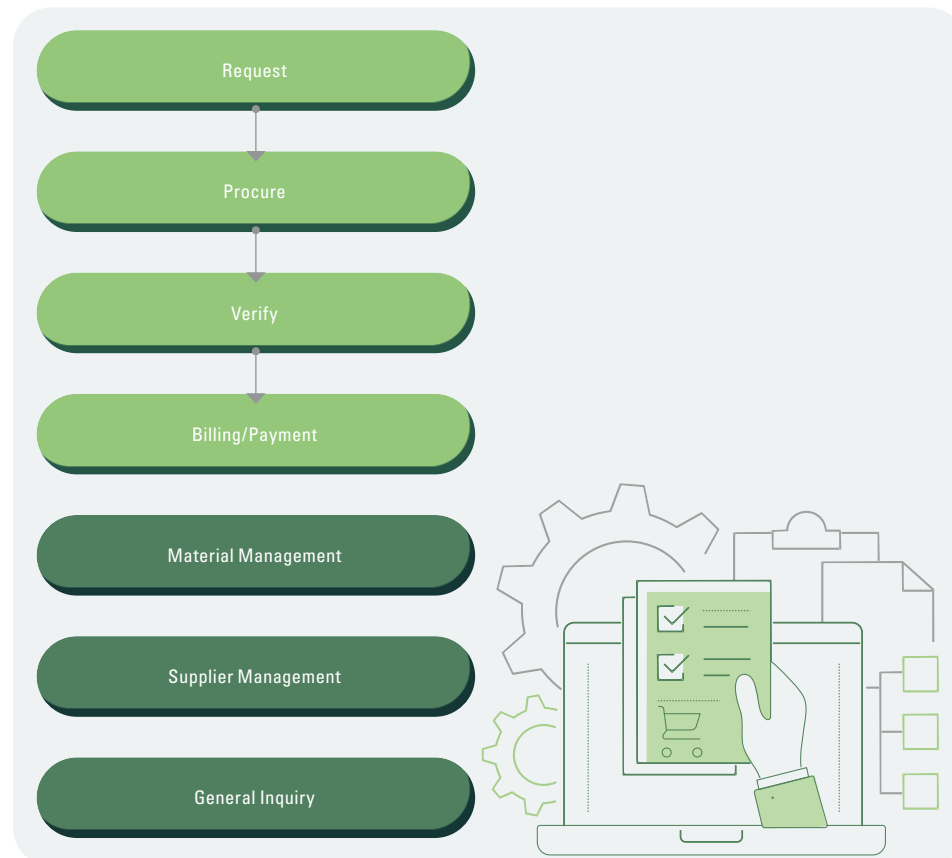 Request
Procure
Verify
Billing/Payment
Material Management
Supplier Management
General Inquiry